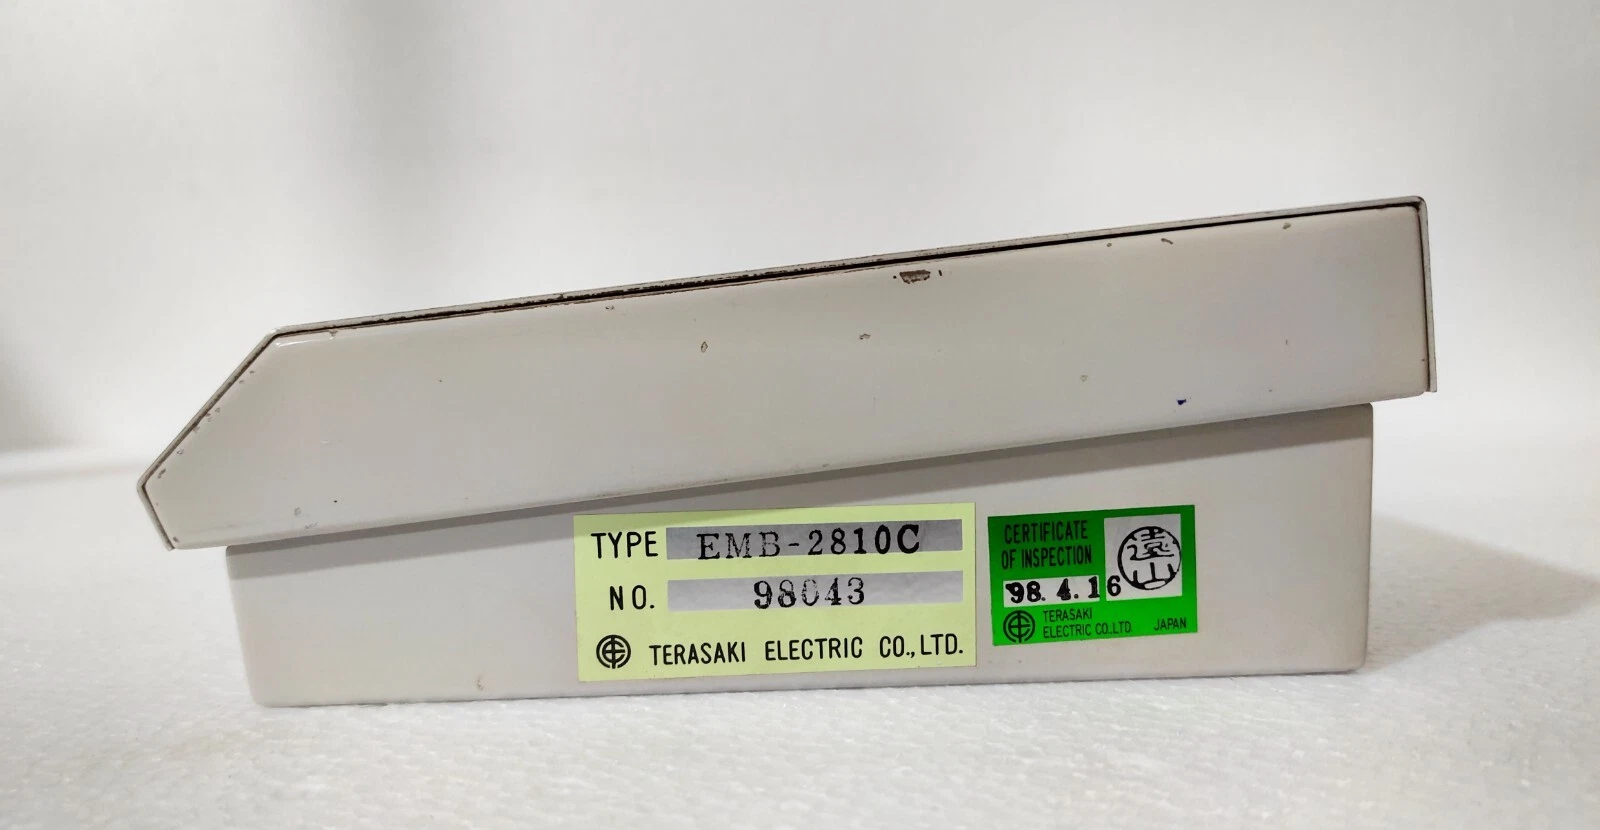 TYPE EMB-2810C
NO. 98043
TERASAKI ELECTRIC CO.,LTD.
CERTIFICATE
OF INSPECTION
遠山
98.4.16
TERASAKI
ELECTRIC CO.,LTD. JAPAN